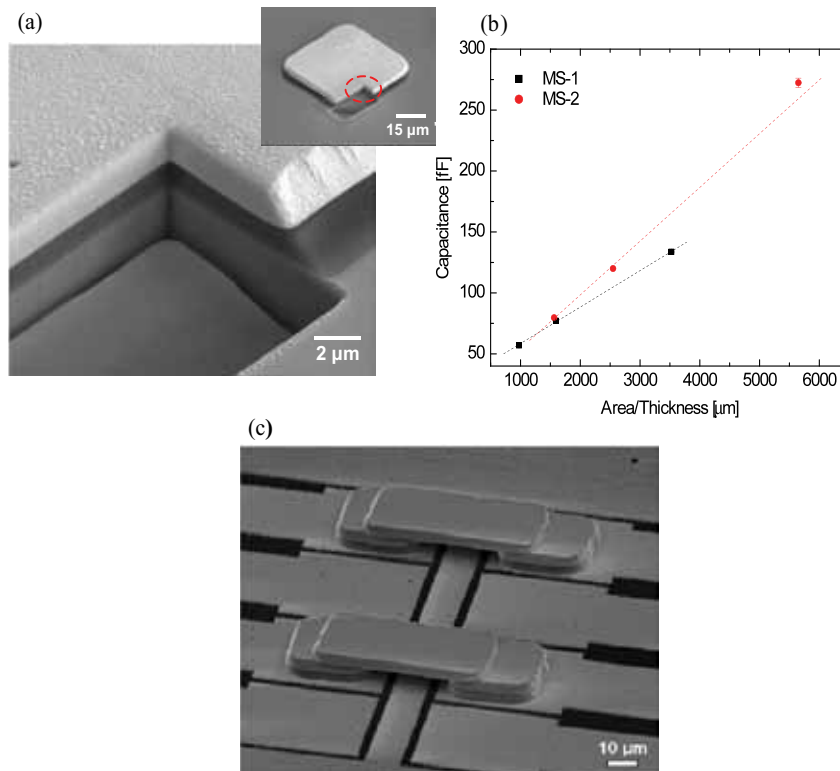 (a)
15 µm
2 µm
(b)
300
250
200
150
100
50
Capacitance [fF]
MS-1
MS-2
1000 2000 3000 4000 5000 6000
Area/Thickness [µm]
(c)
10 µm